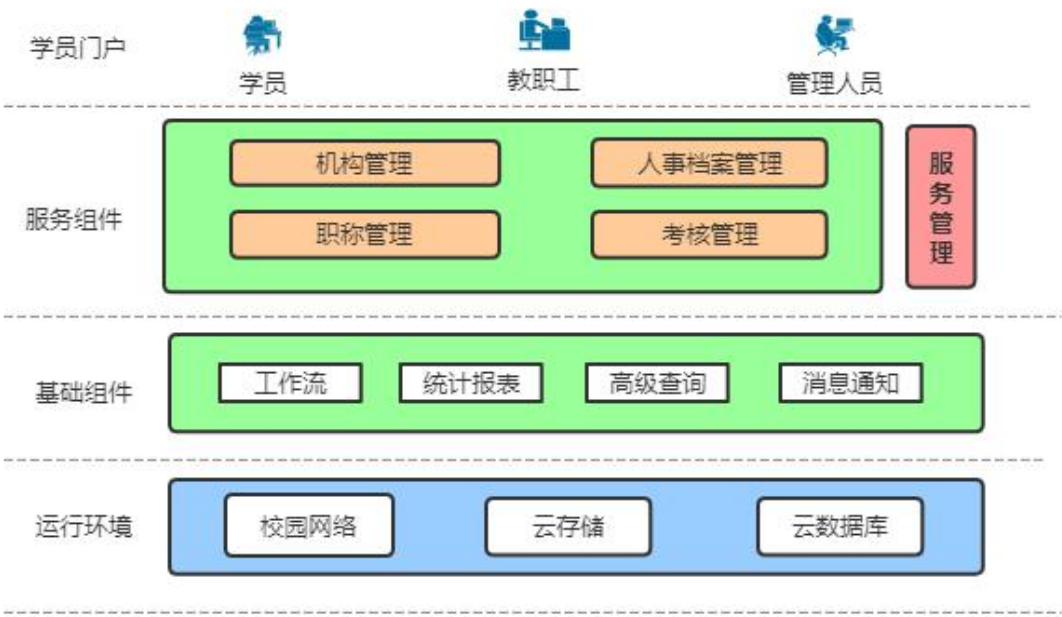 学员门户
学员
教职工
管理人员
服务组件
机构管理
人事档案管理
职称管理
考核管理
服务管理
基础组件
工作流
统计报表
高级查询
消息通知
运行环境
校园网络
云存储
云数据库